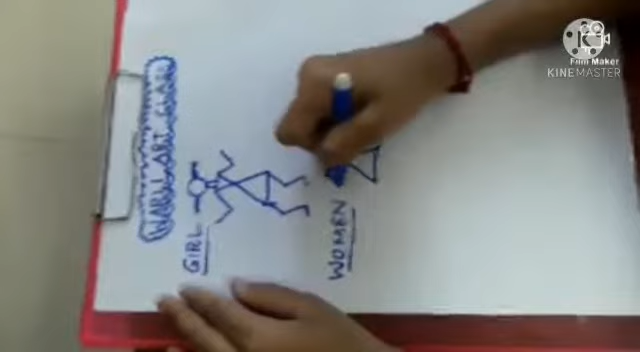 WARLI ART CLASS
GIRL
WOMEN
Film Maker
KINEMASTER